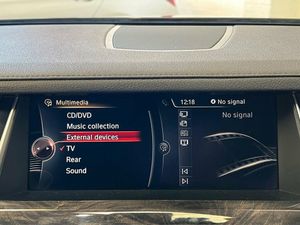 Multimedia
12:18 No signal
CD/DVD
No signal
Music collection
External devices
TV
Rear
Sound